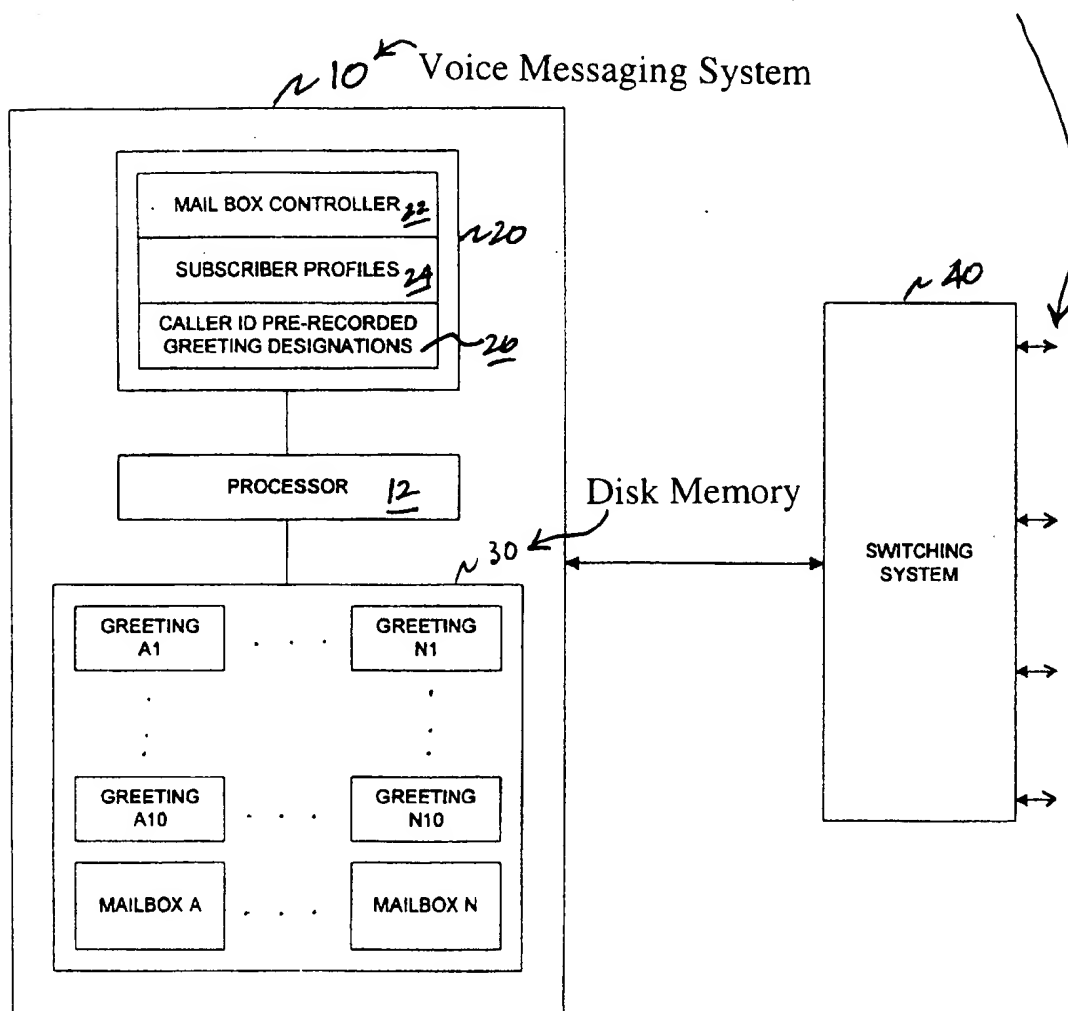 10 Voice Messaging System
MAIL BOX CONTROLLER 22
20
SUBSCRIBER PROFILES 24
CALLER ID PRE-RECORDED
GREETING DESIGNATIONS 26
40
PROCESSOR 12
Disk Memory
30
SWITCHING
SYSTEM
GREETING
A1
. . .
GREETING
N1
GREETING
A10
. . .
GREETING
N10
MAILBOX A . . . MAILBOX N